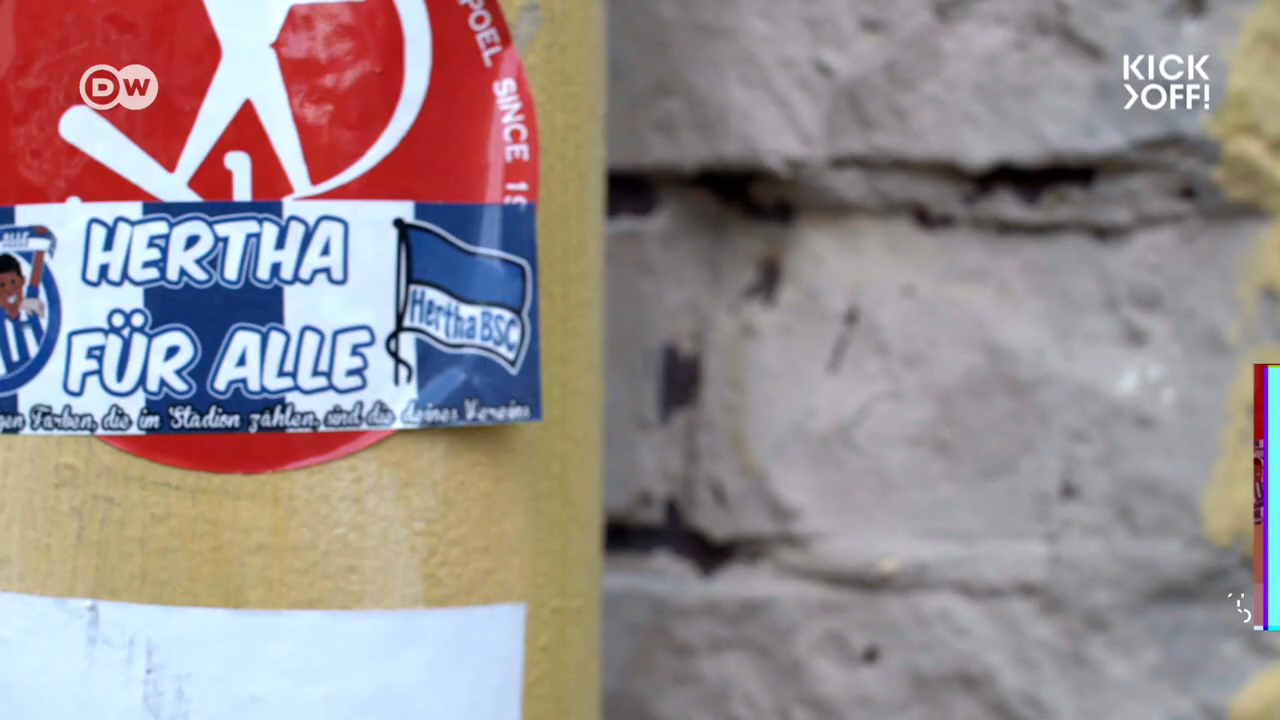 POEL SINCE
DW
KICK
OFF!
HERTHA
FÜR ALLE
Hertha BSC
ALLE
Farben, die im Stadion zählen, sind die deines Vereins